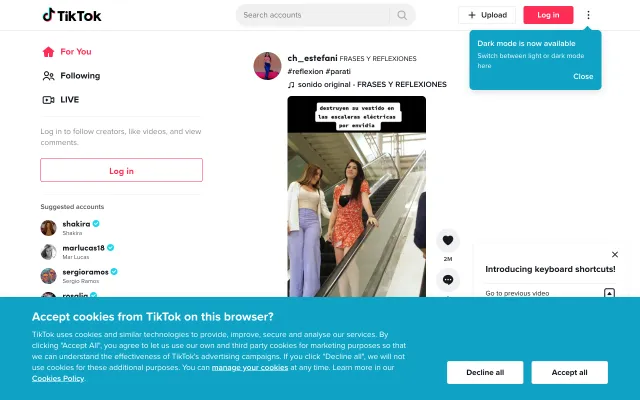 TikTok
Search accounts
Upload
Log in
Dark mode is now available
Switch between light or dark mode
here
Close
For You
Following
LIVE
Log in to follow creators, like videos, and view
comments.
Log in
Suggested accounts
shakira
Shakira
marlucas18
Mar Lucas
sergioramos
Sergio Ramos
rosalia
ch_estefani FRASES Y REFLEXIONES
#reflexion #parati
sonido original - FRASES Y REFLEXIONES
destruyen su vestido en
las escaleras eléctricas
por envidia
2M
Introducing keyboard shortcuts!
Go to previous video
Accept cookies from TikTok on this browser?
TikTok uses cookies and similar technologies to provide, improve, secure and analyse our services. By
clicking "Accept All", you agree to let us use our own and third party cookies for marketing purposes so that
we can understand the effectiveness of TikTok's advertising campaigns. If you click "Decline all", we will not
use cookies for these additional purposes. You can manage your cookies at any time. Learn more in our
Cookies Policy.
Decline all
Accept all